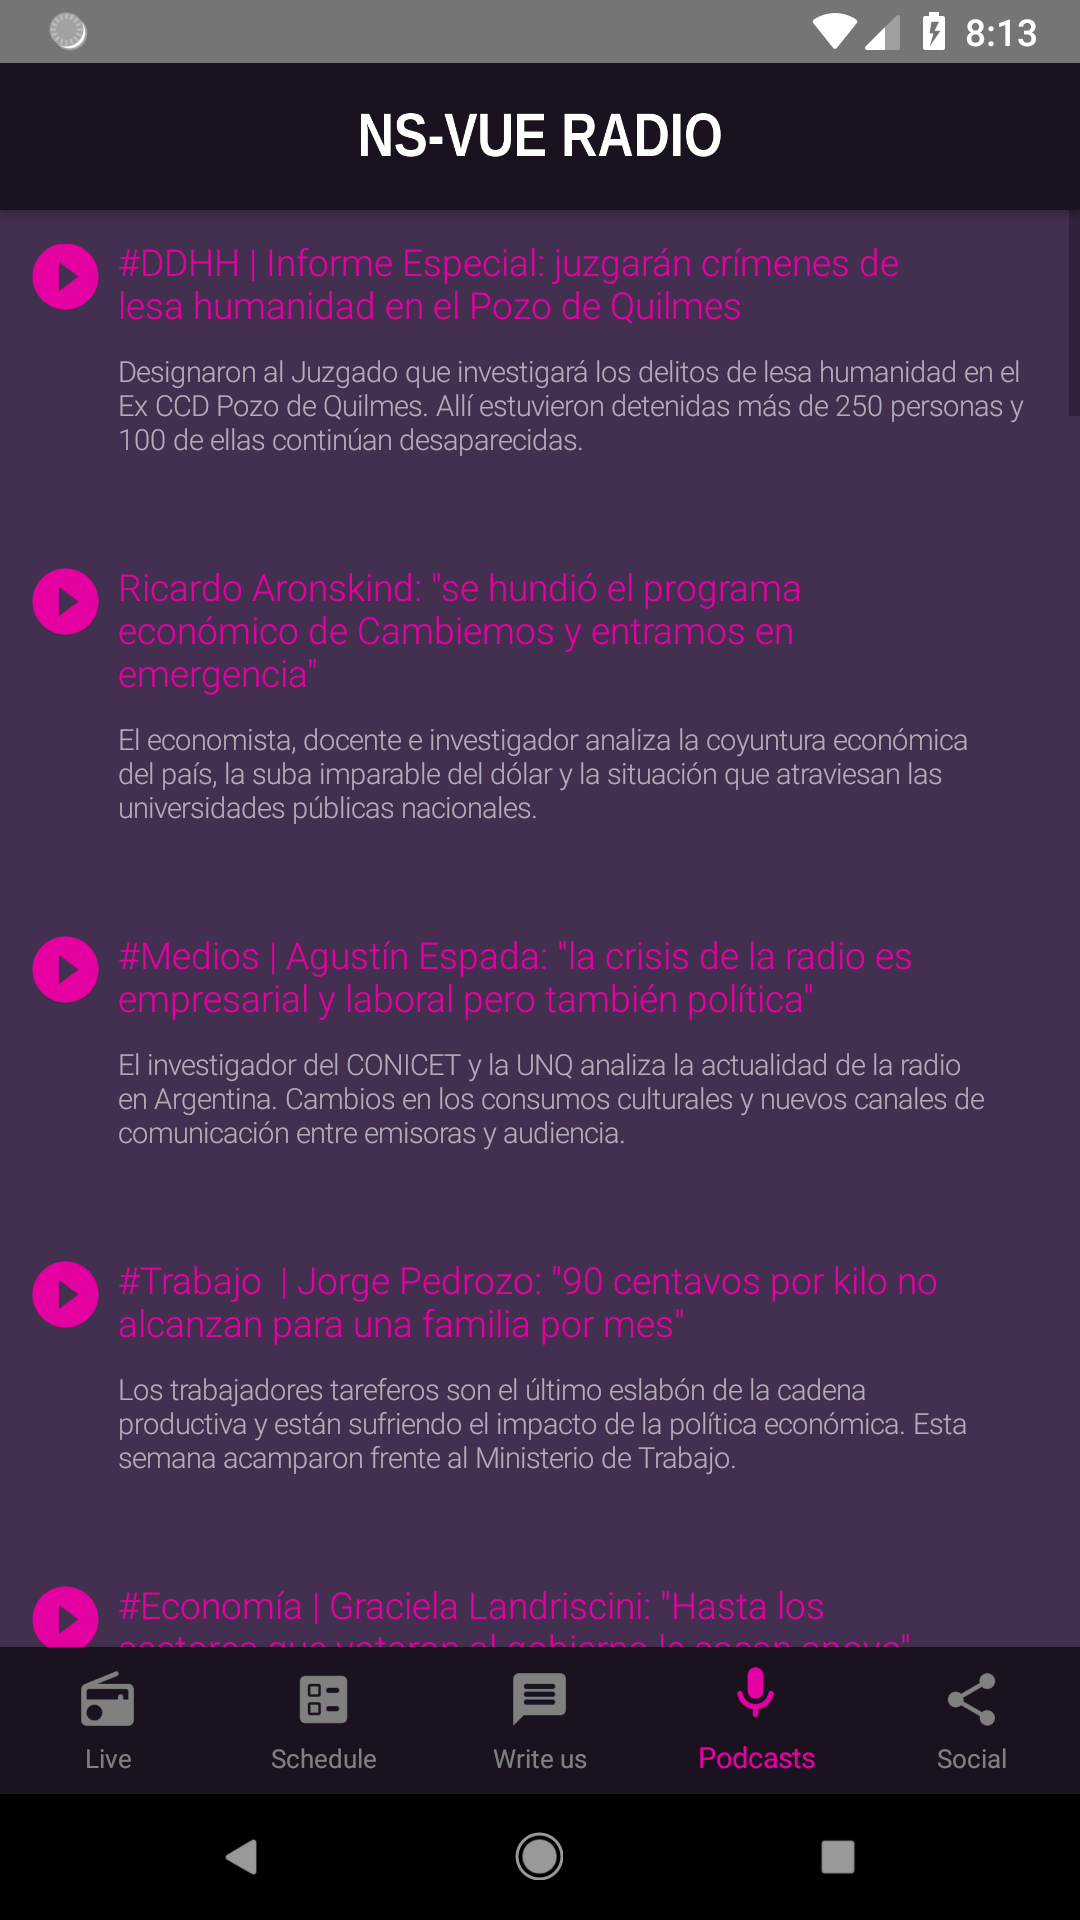 8:13
NS-VUE RADIO
#DDHH | Informe Especial: juzgarán crímenes de
lesa humanidad en el Pozo de Quilmes
Designaron al Juzgado que investigará los delitos de lesa humanidad en el
Ex CCD Pozo de Quilmes. Allí estuvieron detenidas más de 250 personas y
100 de ellas continúan desaparecidas.
Ricardo Aronskind: "se hundió el programa
económico de Cambiemos y entramos en
emergencia"
El economista, docente e investigador analiza la coyuntura económica
del país, la suba imparable del dólar y la situación que atraviesan las
universidades públicas nacionales.
#Medios | Agustín Espada: "la crisis de la radio es
empresarial y laboral pero también política"
El investigador del CONICET y la UNQ analiza la actualidad de la radio
en Argentina. Cambios en los consumos culturales y nuevos canales de
comunicación entre emisoras y audiencia.
#Trabajo  | Jorge Pedrozo: "90 centavos por kilo no
alcanzan para una familia por mes"
Los trabajadores tareferos son el último eslabón de la cadena
productiva y están sufriendo el impacto de la política económica. Esta
semana acamparon frente al Ministerio de Trabajo.
#Economía | Graciela Landriscini: "Hasta los
sectores que votaron al gobierno le sacan apoyo"
Live
Schedule
Write us
Podcasts
Social